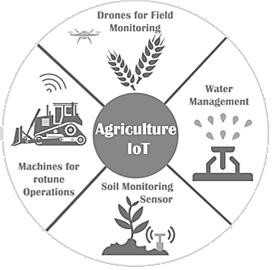 Drones for Field
Monitoring
Water
Management
Agriculture
IoT
Machines for
rotune
Operations
Soil Monitoring
Sensor